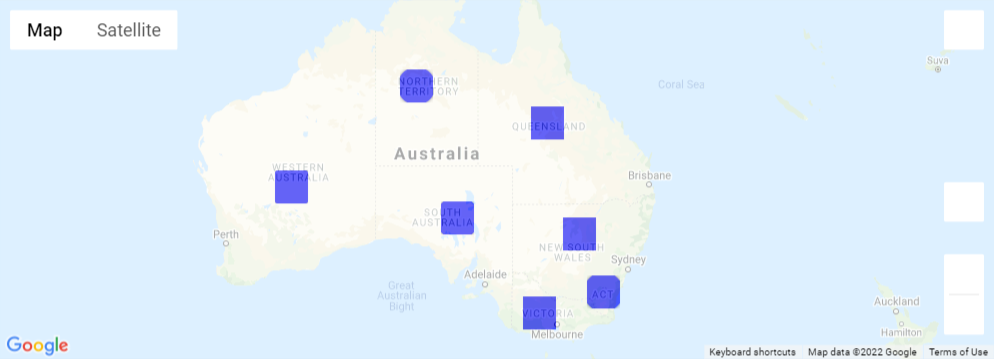 Map
Satellite
Suva
Coral Sea
NORTHERN
TERRITORY
QUEENSLAND
Australia
WESTERN
AUSTRALIA
Brisbane
SOUTH
AUSTRALIA
Perth
NEW SOUTH
WALES
Sydney
Adelaide
Great
Australian
Bight
ACT
VICTORIA
Melbourne
Auckland
Hamilton
Google
Keyboard shortcuts
Map data ©2022 Google
Terms of Use